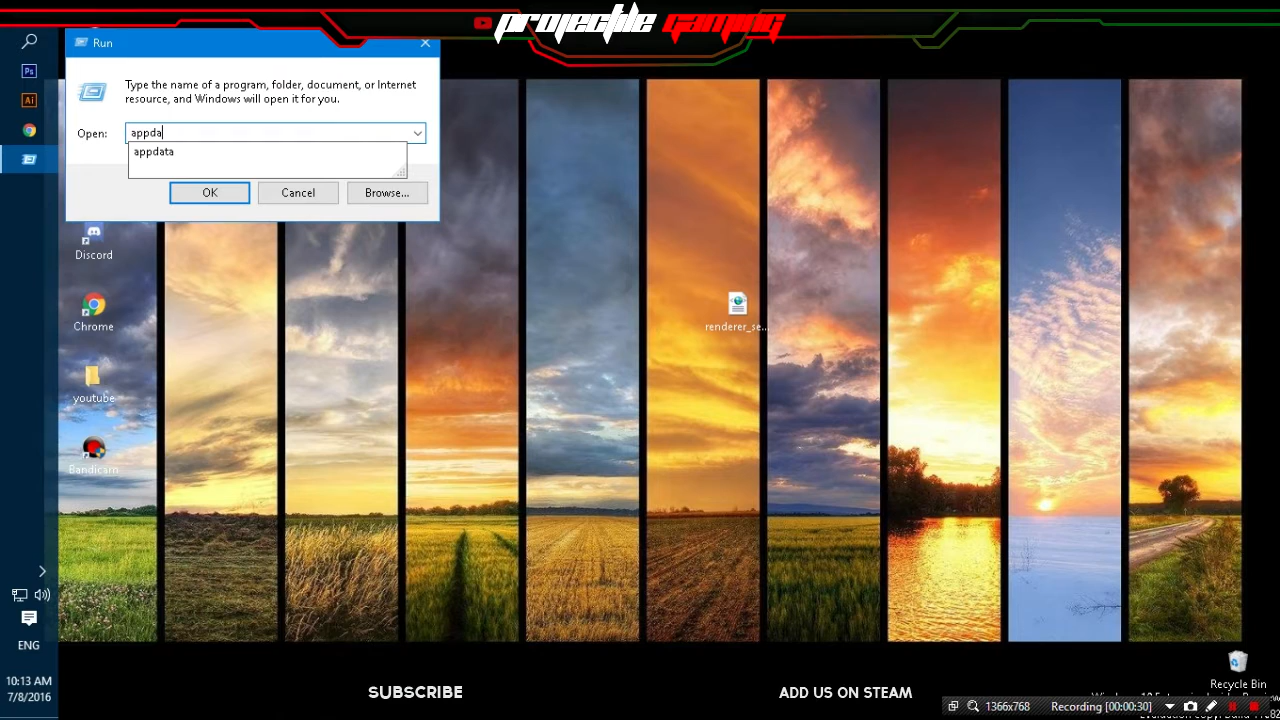 PROJECTILE GAMING
Run
Type the name of a program, folder, document, or Internet
resource, and Windows will open it for you.
Open:
appda
appdata
OK
Cancel
Browse...
Ps
Ai
Discord
Chrome
youtube
Bandicam
renderer_se...
ENG
10:13 AM
7/8/2016
SUBSCRIBE
ADD US ON STEAM
Recycle Bin
1366x768
Recording [00:00:30]